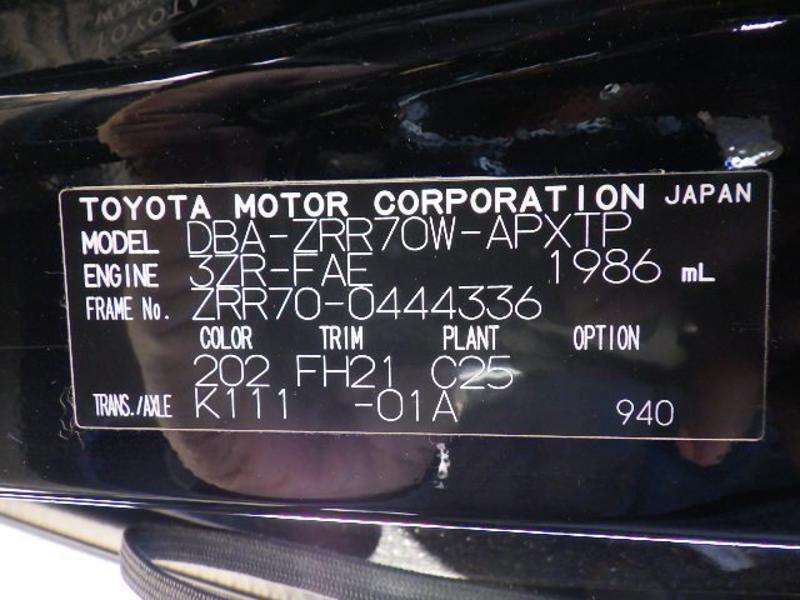 TOYOTA MOTOR CORPORATION JAPAN
MODEL DBA-ZRR70W-APXTP
ENGINE 3ZR-FAE 1986 mL
FRAME No. ZRR70-0444336
COLOR TRIM PLANT OPTION
202 FH21 C25
TRANS./AXLE K111 -01A 940